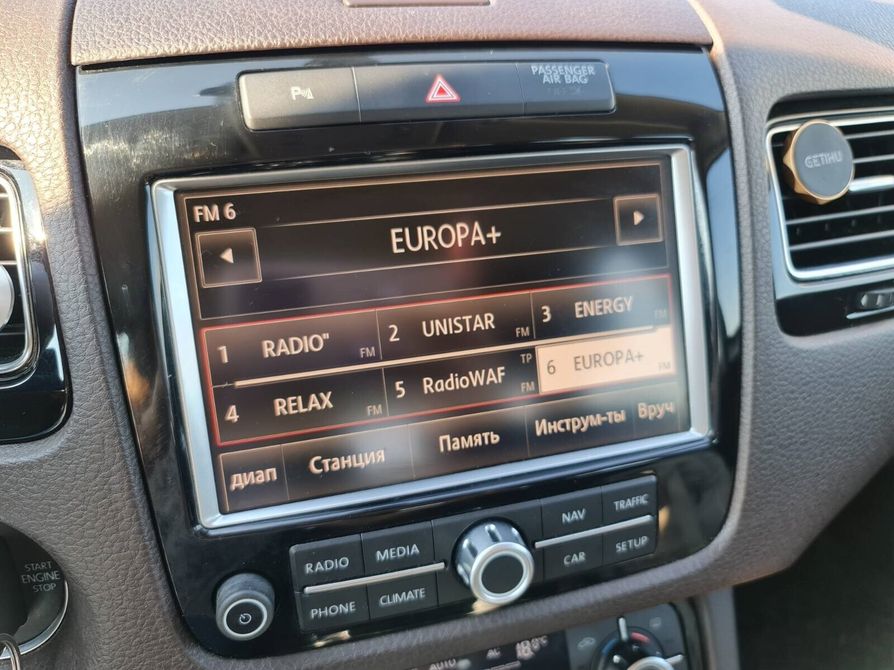 P
PASSENGER
AIR BAG
GETIHU
FM 6
EUROPA+
1 RADIO" FM
2 UNISTAR FM
3 ENERGY FM
4 RELAX FM
5 RadioWAF TP FM
6 EUROPA+ FM
диап Станция Память Инструм-ты Вруч
RADIO MEDIA NAV TRAFFIC
PHONE CLIMATE CAR SETUP
START
ENGINE
STOP
AUTO AC